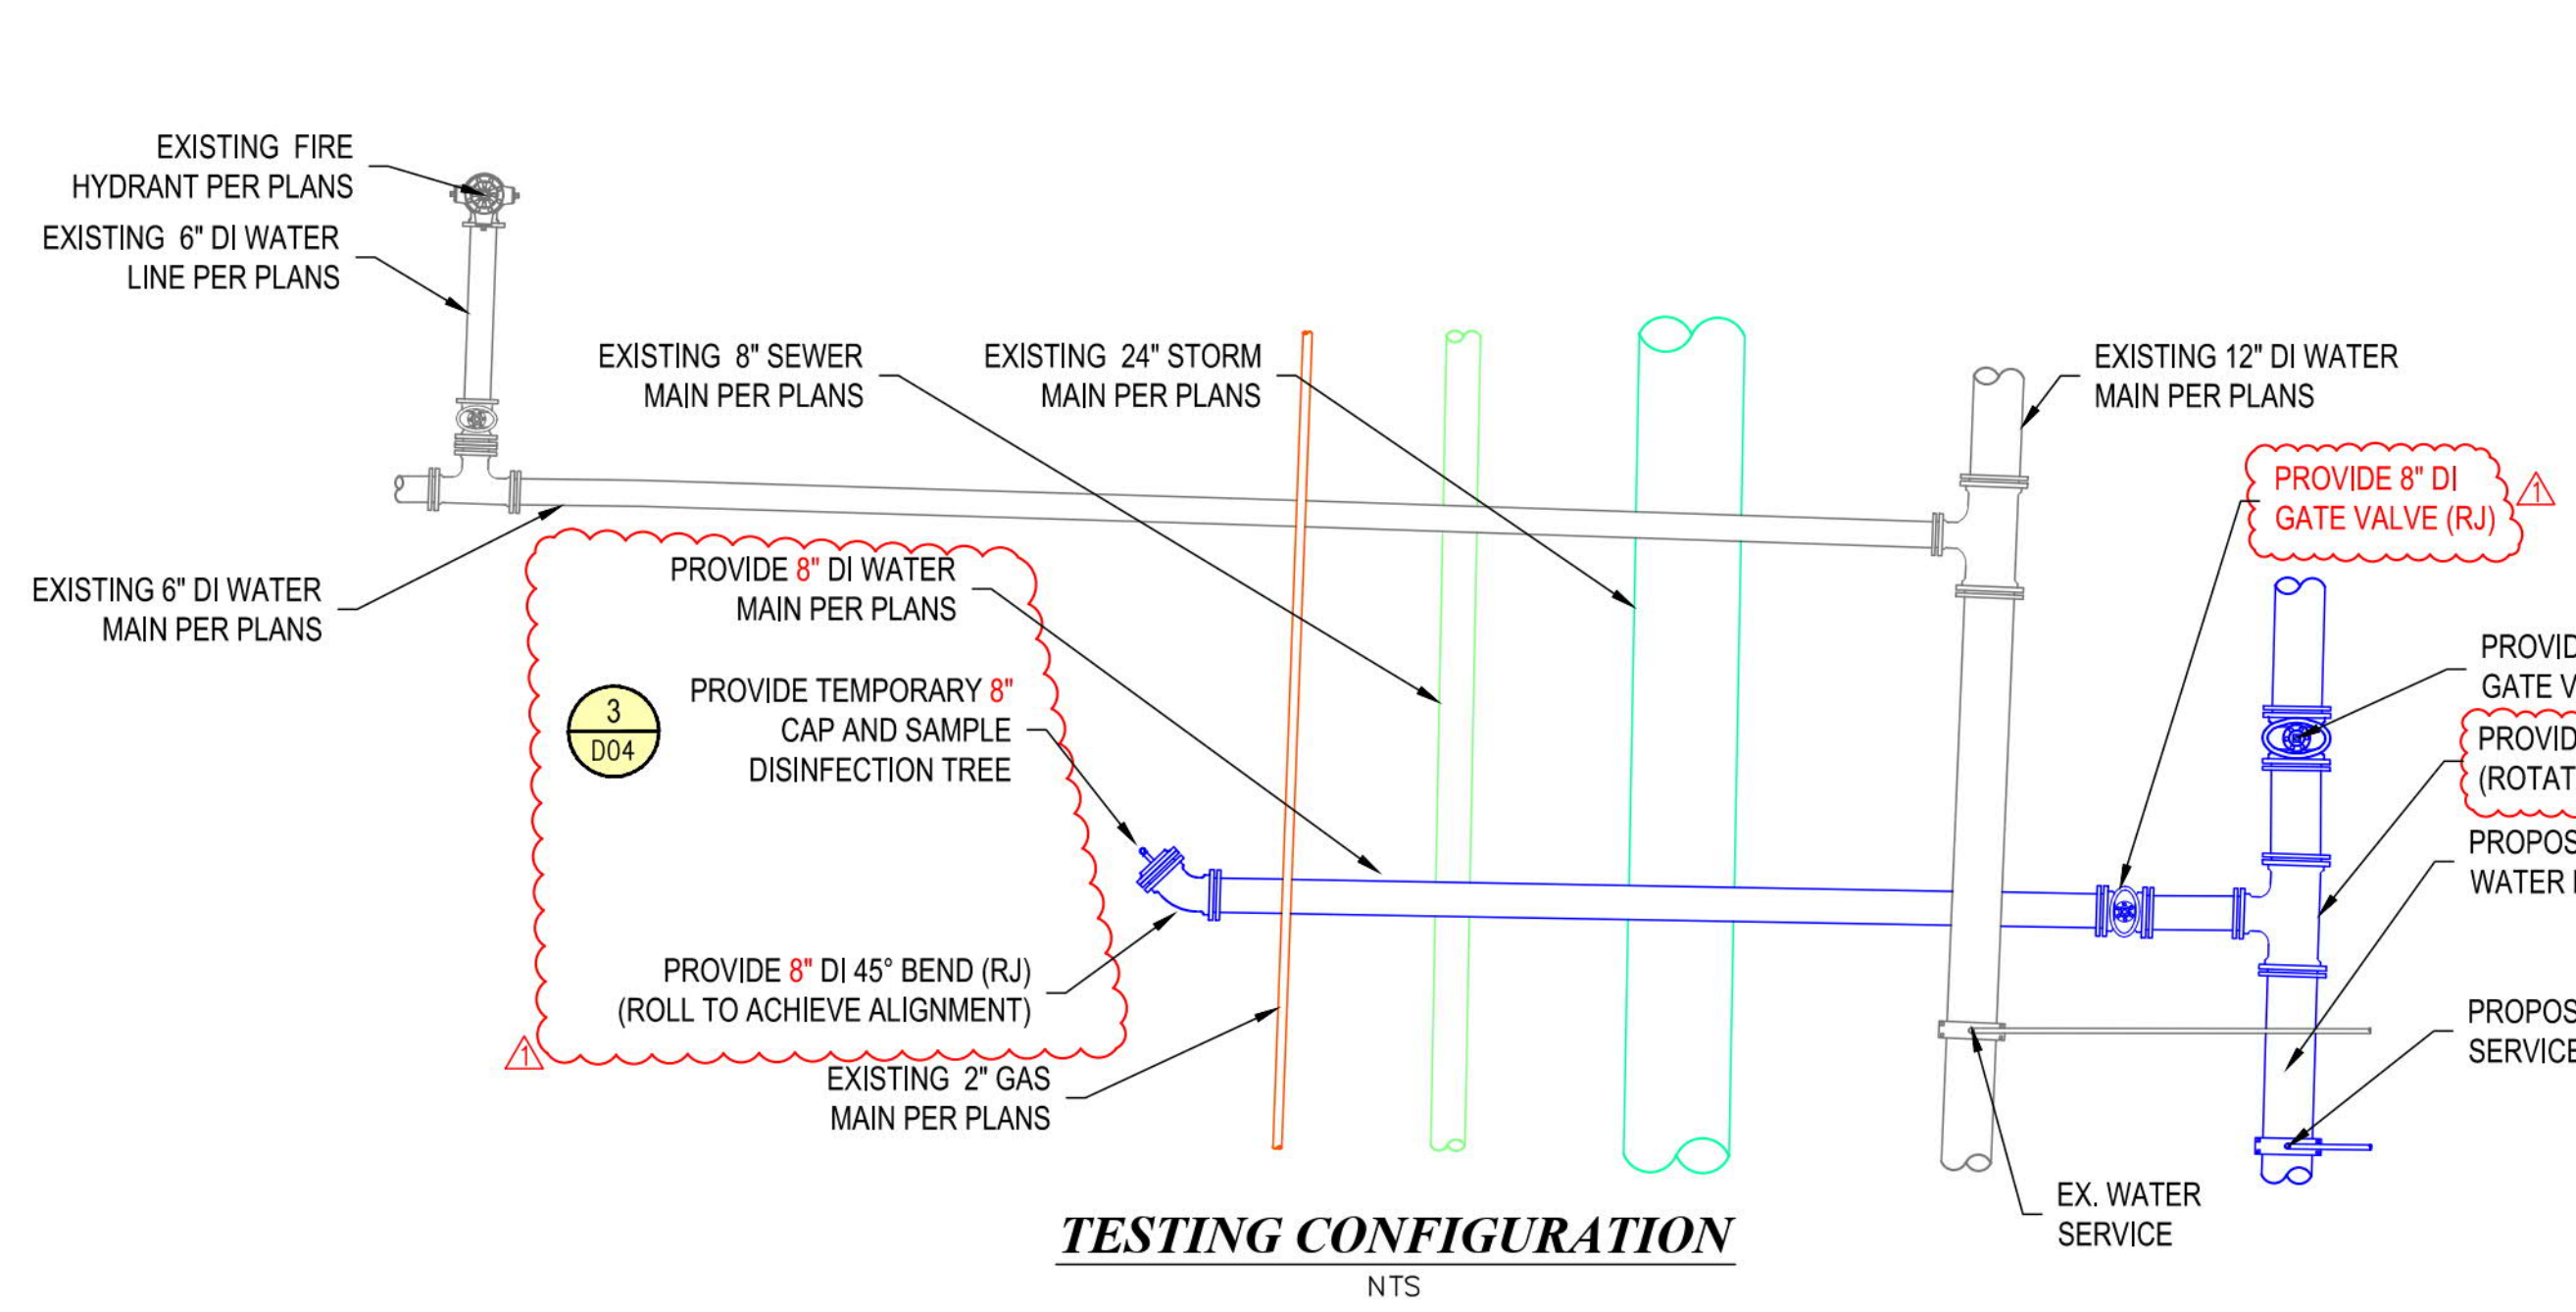 EXISTING FIRE
HYDRANT PER PLANS
EXISTING 6" DI WATER
LINE PER PLANS
EXISTING 8" SEWER
MAIN PER PLANS
EXISTING 24" STORM
MAIN PER PLANS
EXISTING 12" DI WATER
MAIN PER PLANS
PROVIDE 8" DI
GATE VALVE (RJ)
1
EXISTING 6" DI WATER
MAIN PER PLANS
PROVIDE 8" DI WATER
MAIN PER PLANS
3
D04
PROVIDE TEMPORARY 8"
CAP AND SAMPLE
DISINFECTION TREE
PROVIDE 8" DI 45° BEND (RJ)
(ROLL TO ACHIEVE ALIGNMENT)
1
EXISTING 2" GAS
MAIN PER PLANS
GATE
WATER
EX. WATER
SERVICE
TESTING CONFIGURATION
NTS